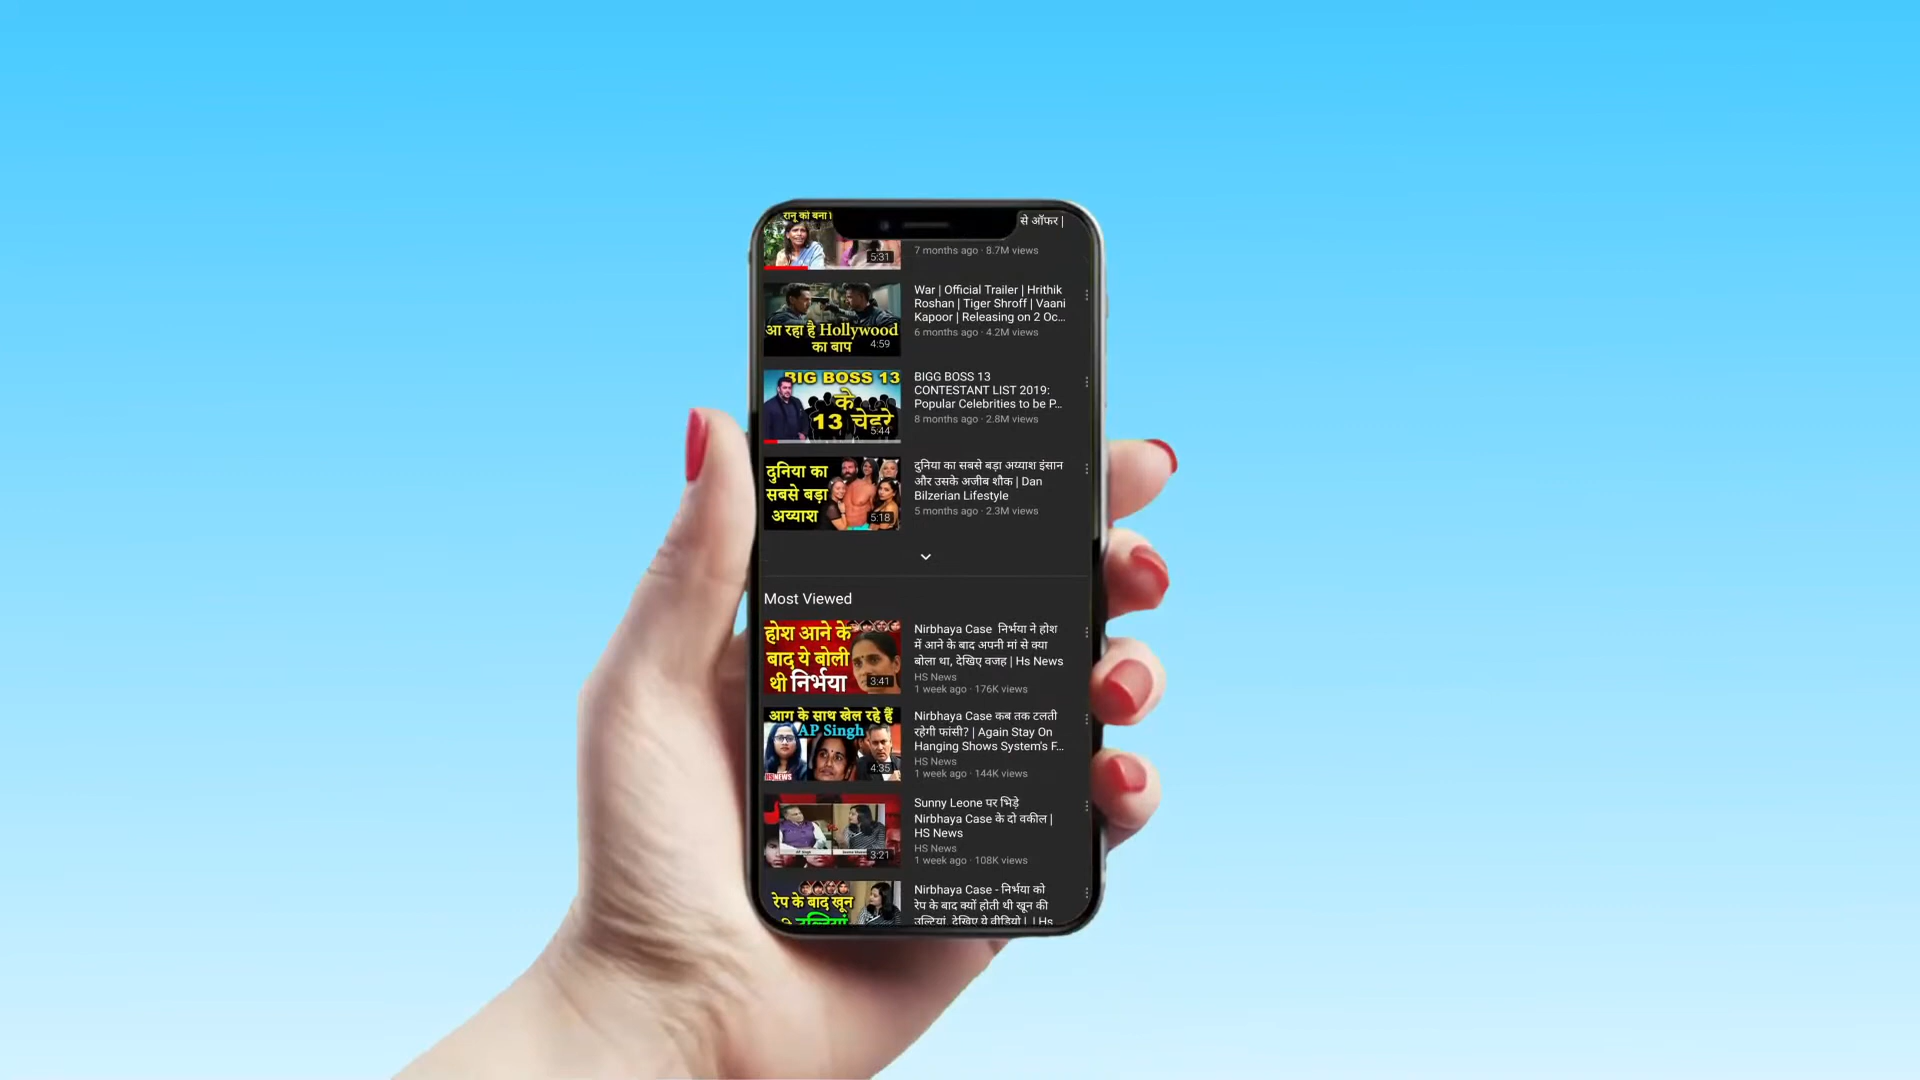 रानू को बना
5:31
से ऑफर |
7 months ago · 8.7M views
आ रहा है Hollywood
का बाप
4:59
War | Official Trailer | Hrithik
Roshan | Tiger Shroff | Vaani
Kapoor | Releasing on 2 Oc...
6 months ago · 4.2M views
BIG BOSS 13
के
13 चेहरे
5:44
BIGG BOSS 13
CONTESTANT LIST 2019:
Popular Celebrities to be P...
8 months ago · 2.8M views
दुनिया का
सबसे बड़ा
अय्याश
5:18
दुनिया का सबसे बड़ा अय्याश इंसान
और उसके अजीब शौक | Dan
Bilzerian Lifestyle
5 months ago · 2.3M views
Most Viewed
होश आने के
बाद ये बोली
थी निर्भया
3:41
Nirbhaya Case निर्भया ने होश
में आने के बाद अपनी मां से क्या
बोला था, देखिए वजह | Hs News
HS News
1 week ago · 176K views
आग के साथ खेल रहे हैं
AP Singh
HS NEWS
4:35
Nirbhaya Case कब तक टलती
रहेगी फांसी? | Again Stay On
Hanging Shows System's F...
HS News
1 week ago · 144K views
3:21
Sunny Leone पर भिड़े
Nirbhaya Case के दो वकील |
HS News
HS News
1 week ago · 108K views
रेप के बाद खून
उल्टियां
Nirbhaya Case - निर्भया को
रेप के बाद क्यों होती थी खून की
उल्टियां, देखिए ये वीडियो | | Hs